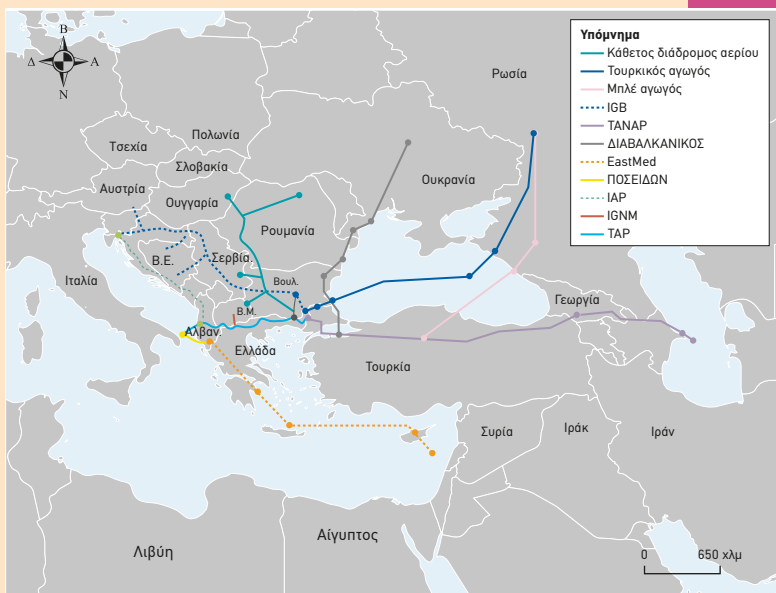 Β
Δ
Α
Ν
Υπόμνημα
Κάθετος διάδρομος αερίου
Τουρκικός αγωγός
Μπλέ αγωγός
IGB
TANAP
ΔΙΑΒΑΛΚΑΝΙΚΟΣ
EastMed
ΠΟΣΕΙΔΩΝ
IAP
IGNM
TAP
Ρωσία
Πολωνία
Τσεχία
Σλοβακία
Αυστρία
Ουγγαρία
Ουκρανία
Ρουμανία
Β.Ε.
Σερβία
Βουλ.
Ιταλία
Β.Μ.
Γεωργία
Αλβαν.
Ελλάδα
Τουρκία
Συρία
Ιράκ
Ιράν
Αίγυπτος
Λιβύη
0 650 χλμ